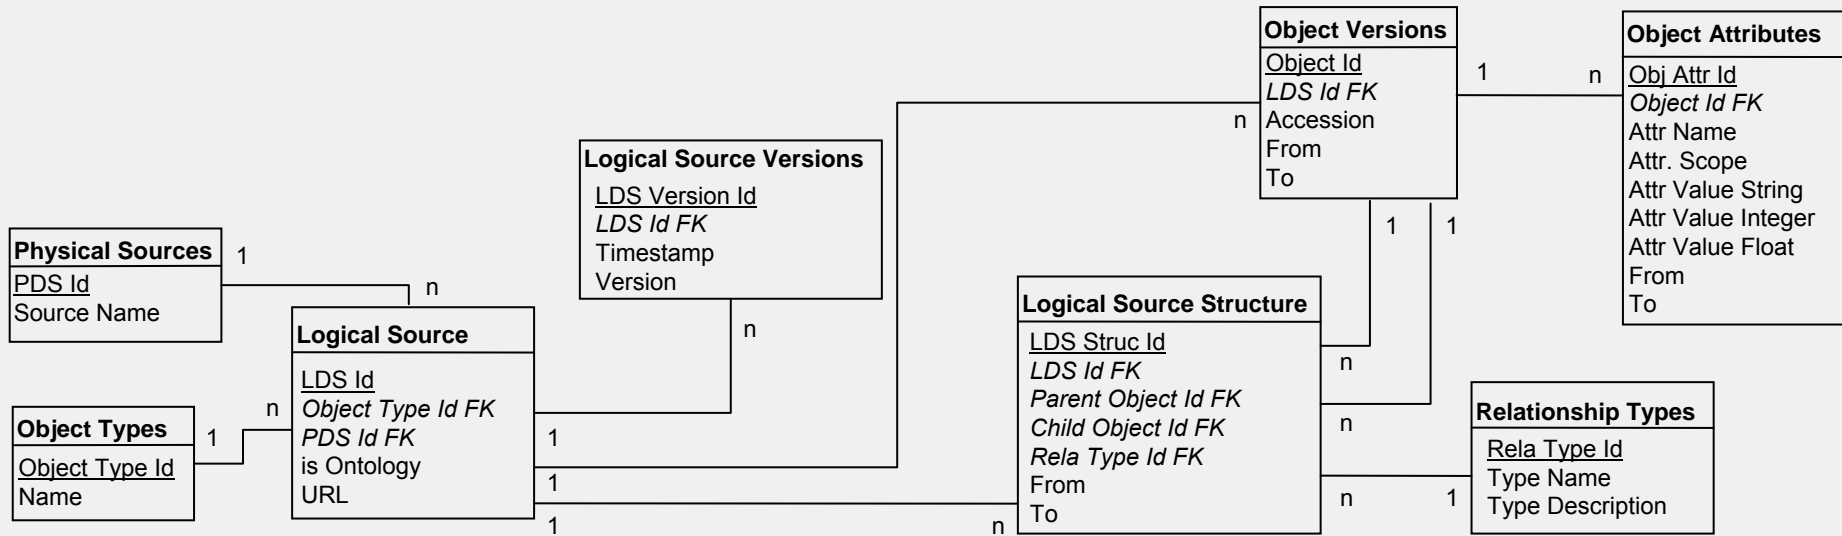 Physical Sources
PDS Id
Source Name
1
n
Object Types
Object Type Id
Name
1
n
Logical Source
LDS Id
Object Type Id FK
PDS Id FK
is Ontology
URL
1
1
1
Logical Source Versions
LDS Version Id
LDS Id FK
Timestamp
Version
n
Object Versions
Object Id
LDS Id FK
Accession
From
To
n
1
n
1
1
Object Attributes
Obj Attr Id
Object Id FK
Attr Name
Attr. Scope
Attr Value String
Attr Value Integer
Attr Value Float
From
To
Logical Source Structure
LDS Struc Id
LDS Id FK
Parent Object Id FK
Child Object Id FK
Rela Type Id FK
From
To
n
n
n
n
1
Relationship Types
Rela Type Id
Type Name
Type Description